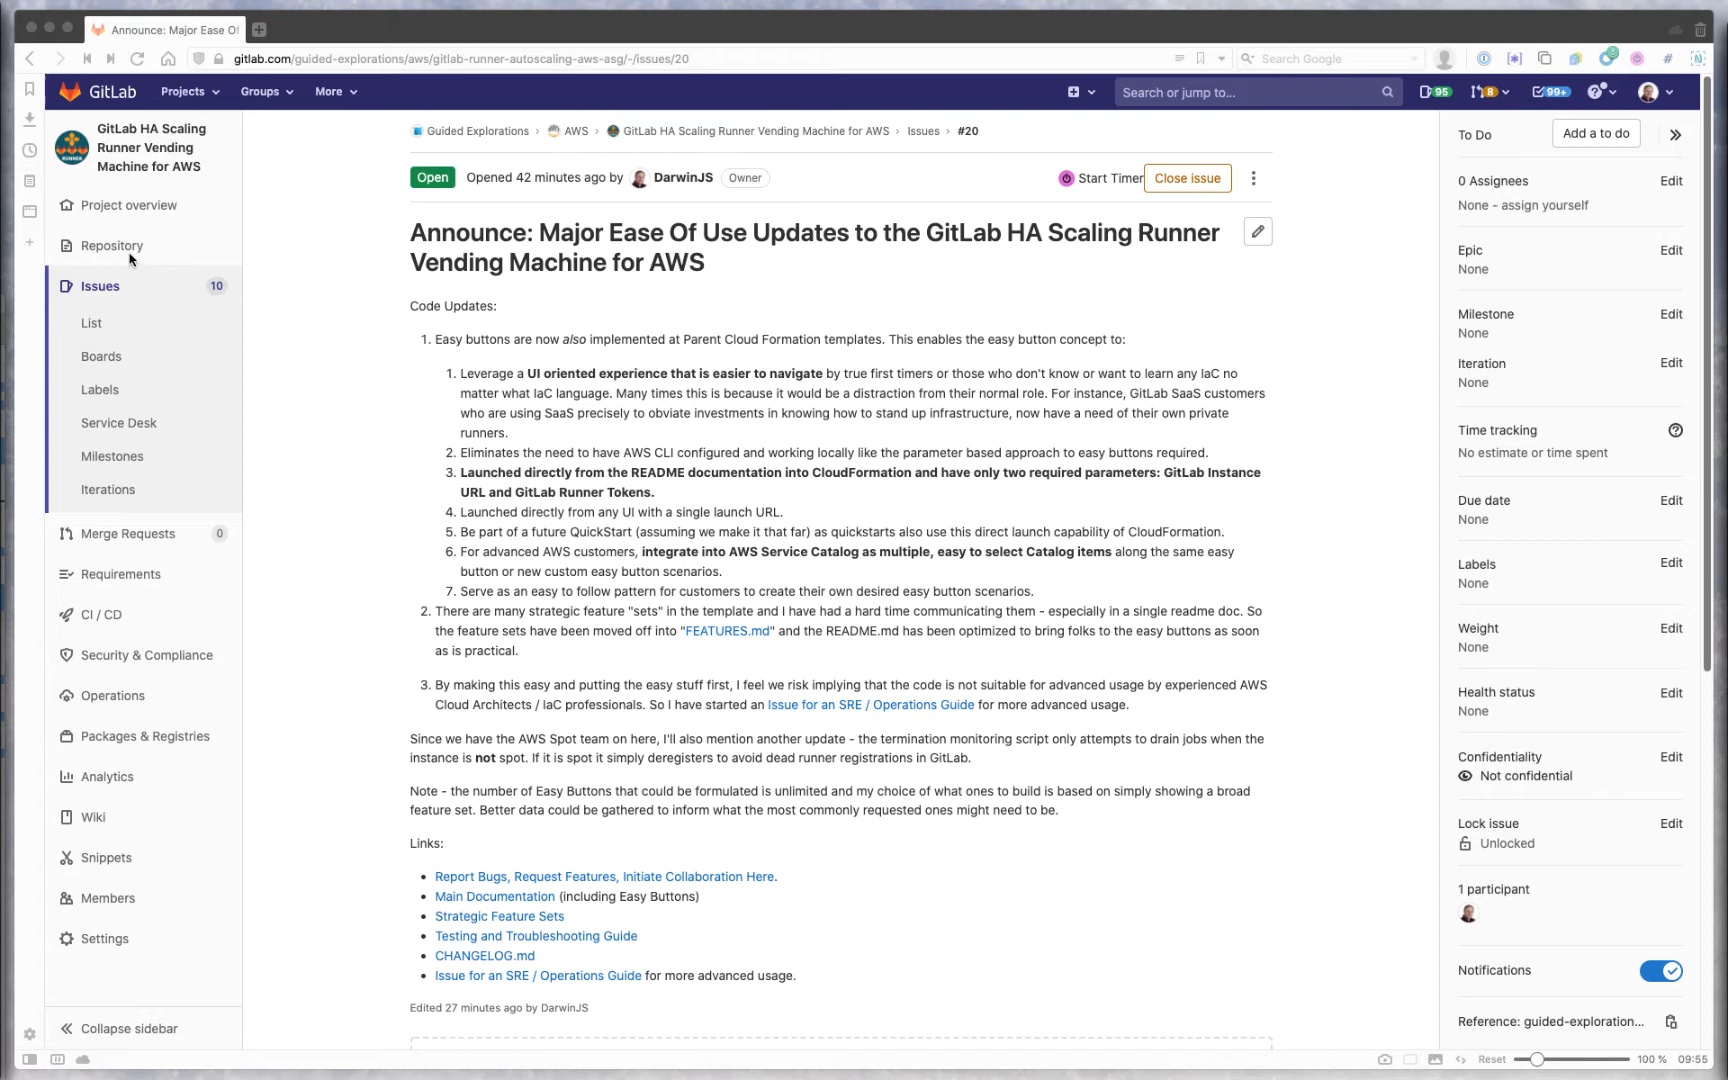 Announce: Major Ease Of
gitlab.com/guided-explorations/aws/gitlab-runner-autoscaling-aws-asg/-/issues/20
Search Google
GitLab
Projects
Groups
More
Search or jump to...
95
8
99+
GitLab HA Scaling
Runner Vending
Machine for AWS
Project overview
Repository
Issues
10
List
Boards
Labels
Service Desk
Milestones
Iterations
Merge Requests
0
Requirements
CI / CD
Security & Compliance
Operations
Packages & Registries
Analytics
Wiki
Snippets
Members
Settings
Collapse sidebar
Guided Explorations › AWS › GitLab HA Scaling Runner Vending Machine for AWS › Issues › #20
Open Opened 42 minutes ago by DarwinJS Owner
Start Timer
Close issue
Announce: Major Ease Of Use Updates to the GitLab HA Scaling Runner
Vending Machine for AWS
Code Updates:
1. Easy buttons are now also implemented at Parent Cloud Formation templates. This enables the easy button concept to:
1. Leverage a UI oriented experience that is easier to navigate by true first timers or those who don't know or want to learn any IaC no
matter what IaC language. Many times this is because it would be a distraction from their normal role. For instance, GitLab SaaS customers
who are using SaaS precisely to obviate investments in knowing how to stand up infrastructure, now have a need of their own private
runners.
2. Eliminates the need to have AWS CLI configured and working locally like the parameter based approach to easy buttons required.
3. Launched directly from the README documentation into CloudFormation and have only two required parameters: GitLab Instance
URL and GitLab Runner Tokens.
4. Launched directly from any UI with a single launch URL.
5. Be part of a future QuickStart (assuming we make it that far) as quickstarts also use this direct launch capability of CloudFormation.
6. For advanced AWS customers, integrate into AWS Service Catalog as multiple, easy to select Catalog items along the same easy
button or new custom easy button scenarios.
7. Serve as an easy to follow pattern for customers to create their own desired easy button scenarios.
2. There are many strategic feature "sets" in the template and I have had a hard time communicating them - especially in a single readme doc. So
the feature sets have been moved off into "FEATURES.md" and the README.md has been optimized to bring folks to the easy buttons as soon
as is practical.
3. By making this easy and putting the easy stuff first, I feel we risk implying that the code is not suitable for advanced usage by experienced AWS
Cloud Architects / IaC professionals. So I have started an Issue for an SRE / Operations Guide for more advanced usage.
Since we have the AWS Spot team on here, I'll also mention another update - the termination monitoring script only attempts to drain jobs when the
instance is not spot. If it is spot it simply deregisters to avoid dead runner registrations in GitLab.
Note - the number of Easy Buttons that could be formulated is unlimited and my choice of what ones to build is based on simply showing a broad
feature set. Better data could be gathered to inform what the most commonly requested ones might need to be.
Links:
• Report Bugs, Request Features, Initiate Collaboration Here.
• Main Documentation (including Easy Buttons)
• Strategic Feature Sets
• Testing and Troubleshooting Guide
• CHANGELOG.md
• Issue for an SRE / Operations Guide for more advanced usage.
Edited 27 minutes ago by DarwinJS
To Do
Add a to do
0 Assignees
Edit
None - assign yourself
Epic
Edit
None
Milestone
Edit
None
Iteration
Edit
None
Time tracking
No estimate or time spent
Due date
Edit
None
Labels
Edit
None
Weight
Edit
None
Health status
Edit
None
Confidentiality
Edit
Not confidential
Lock issue
Edit
Unlocked
1 participant
Notifications
Reference: guided-exploration...
Reset
100 %
09:55